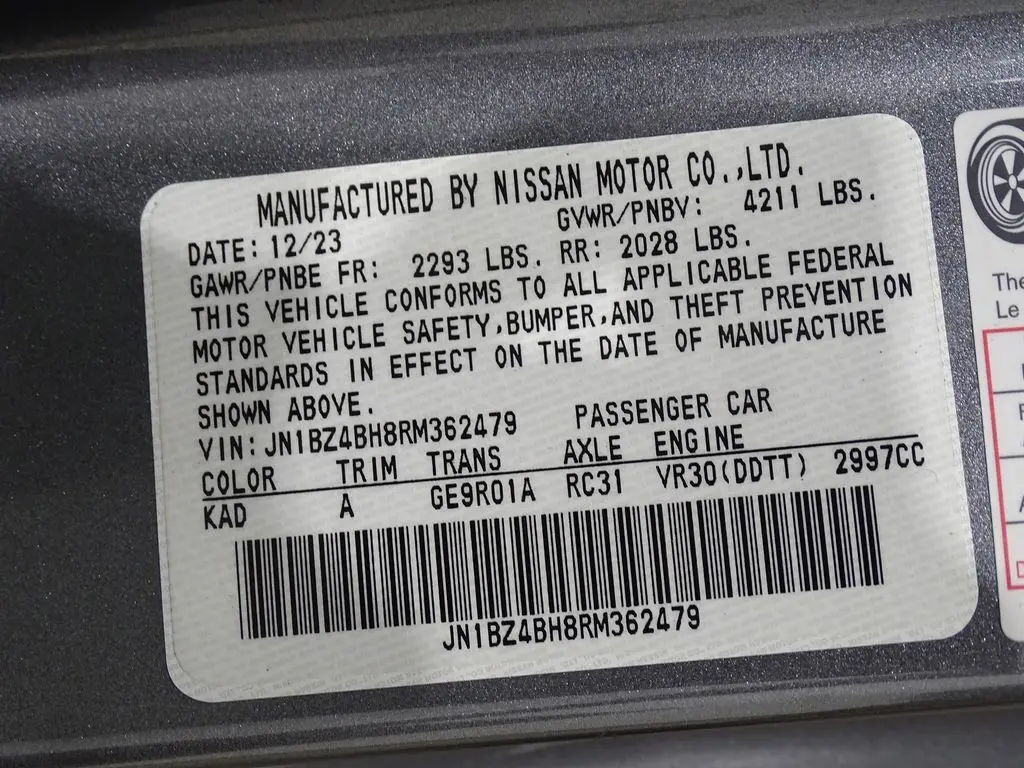 MANUFACTURED BY NISSAN MOTOR CO.,LTD.
DATE: 12/23 GVWR/PNBV: 4211 LBS.
GAWR/PNBE FR: 2293 LBS. RR: 2028 LBS.
THIS VEHICLE CONFORMS TO ALL APPLICABLE FEDERAL
MOTOR VEHICLE SAFETY,BUMPER,AND THEFT PREVENTION
STANDARDS IN EFFECT ON THE DATE OF MANUFACTURE
SHOWN ABOVE.
VIN: JN1BZ4BH8RM362479 PASSENGER CAR
COLOR TRIM TRANS AXLE ENGINE
KAD A GE9R01A RC31 VR30(DDTT) 2997CC
JN1BZ4BH8RM362479
The
Le